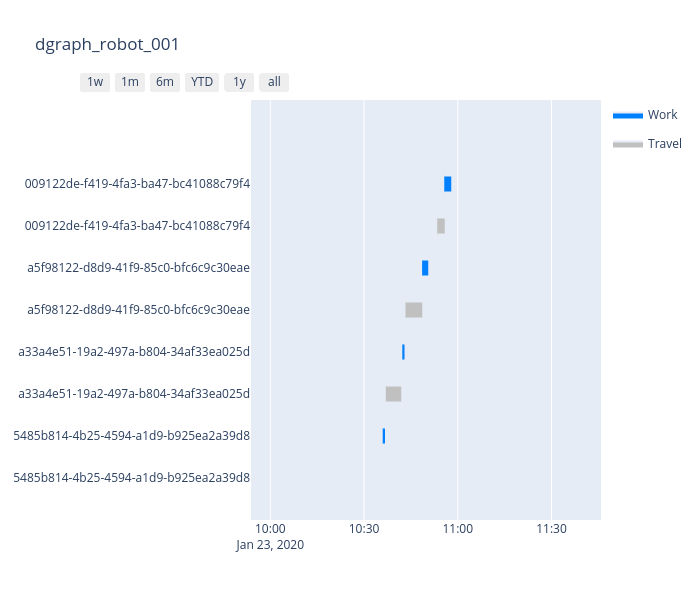 dgraph_robot_001
1w 1m 6m YTD 1y all
Work
Travel
009122de-f419-4fa3-ba47-bc41088c79f4
009122de-f419-4fa3-ba47-bc41088c79f4
a5f98122-d8d9-41f9-85c0-bfc6c9c30eae
a5f98122-d8d9-41f9-85c0-bfc6c9c30eae
a33a4e51-19a2-497a-b804-34af33ea025d
a33a4e51-19a2-497a-b804-34af33ea025d
5485b814-4b25-4594-a1d9-b925ea2a39d8
5485b814-4b25-4594-a1d9-b925ea2a39d8
10:00 10:30 11:00 11:30
Jan 23, 2020